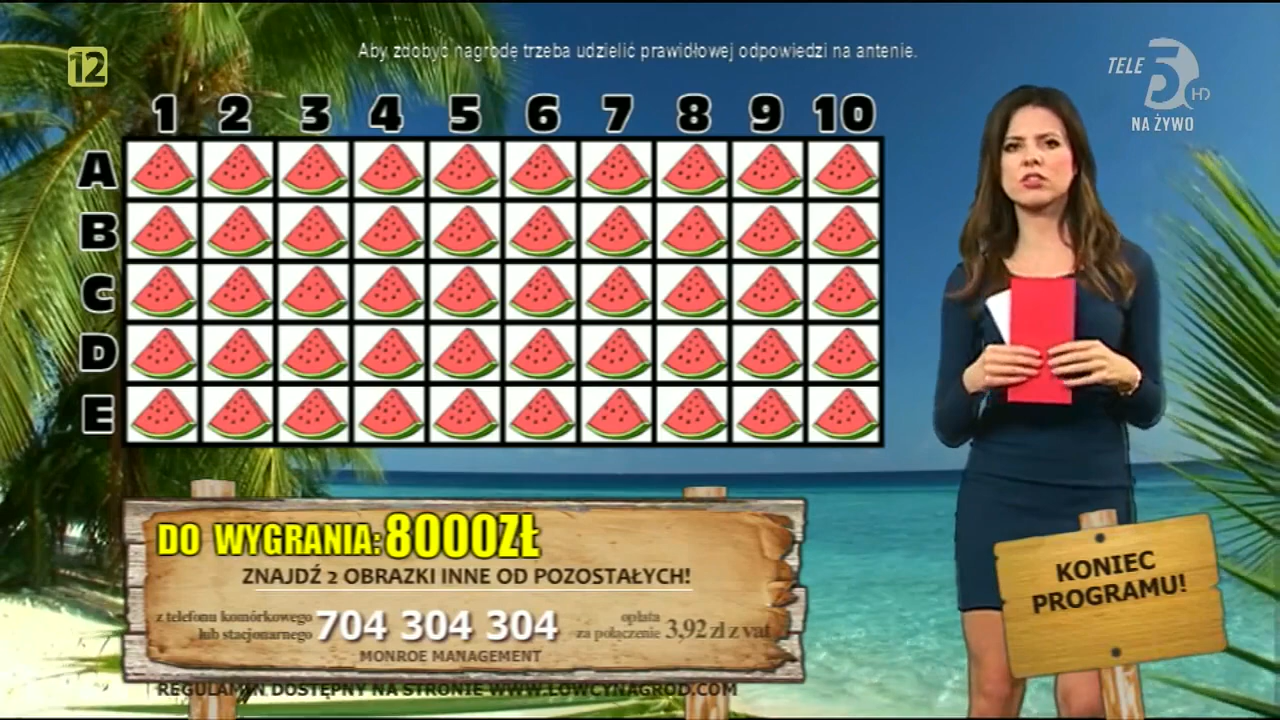 12
Aby zdobyć nagrodę trzeba udzielić prawidłowej odpowiedzi na antenie.
TELE 5 HD
NA ŻYWO
1 2 3 4 5 6 7 8 9 10
A
B
C
D
E
DO WYGRANIA: 8000ZŁ
ZNAJDŹ 2 OBRAZKI INNE OD POZOSTAŁYCH!
z telefonu komórkowego
lub stacjonarnego
704 304 304
opłata
za połączenie 3,92 zł z vat
MONROE MANAGEMENT
REGULAMIN DOSTĘPNY NA STRONIE WWW.LOWCYNAGROD.COM
KONIEC
PROGRAMU!